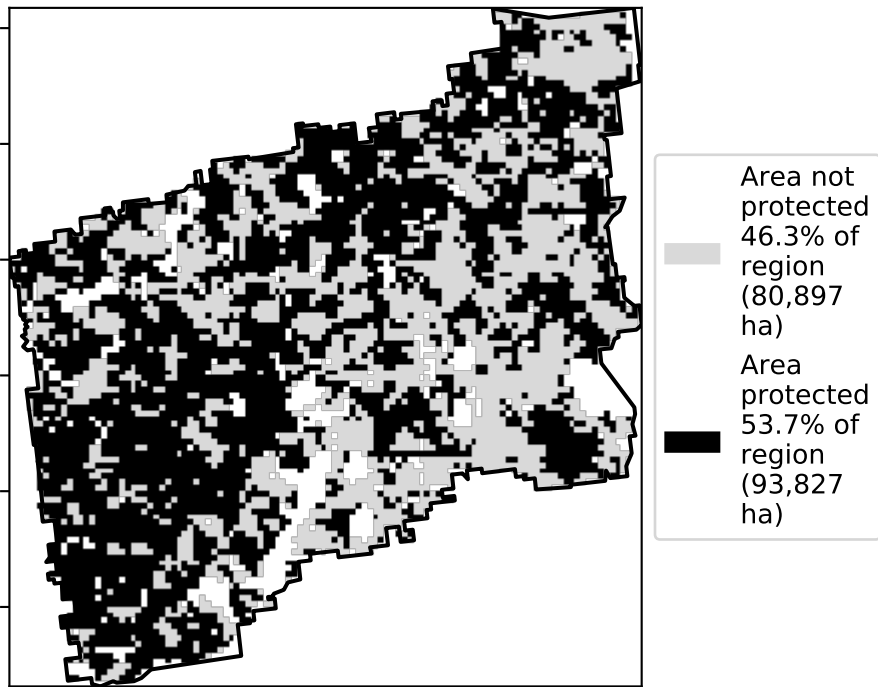 Area not
protected
46.3% of
region
(80,897
ha)
Area
protected
53.7% of
region
(93,827
ha)